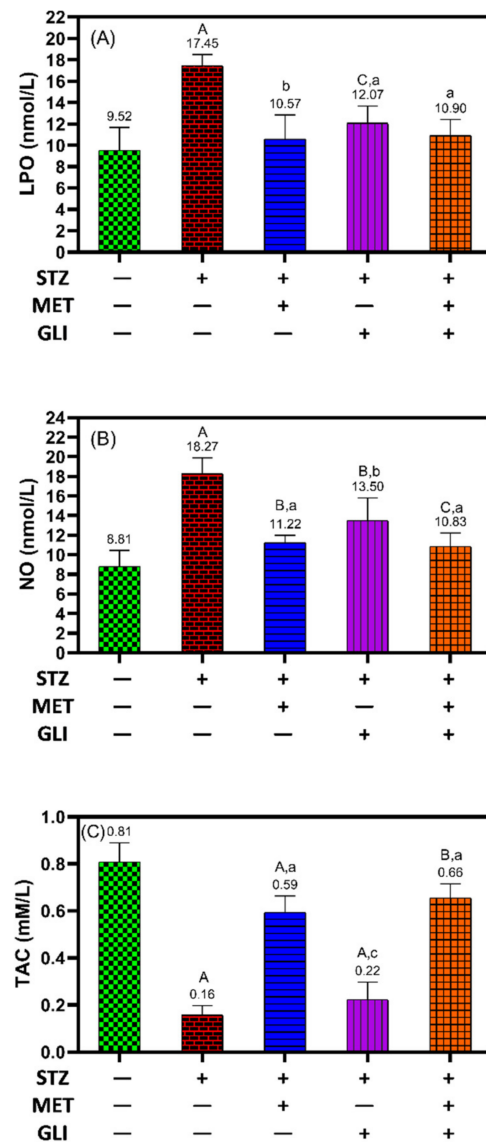 (A)
LPO (nmol/L)
22
20
18
16
14
12
10
8
6
4
2
0
9.52
A
17.45
b
10.57
C,a
12.07
a
10.90
STZ — + + + +
MET — — + — +
GLI — — — + +
(B)
NO (nmol/L)
24
22
20
18
16
14
12
10
8
6
4
2
0
8.81
A
18.27
B,a
11.22
B,b
13.50
C,a
10.83
STZ — + + + +
MET — — + — +
GLI — — — + +
(C)
TAC (mM/L)
1.0
0.8
0.6
0.4
0.2
0.0
0.81
A
0.16
A,a
0.59
A,c
0.22
B,a
0.66
STZ — + + + +
MET — — + — +
GLI — — — + +